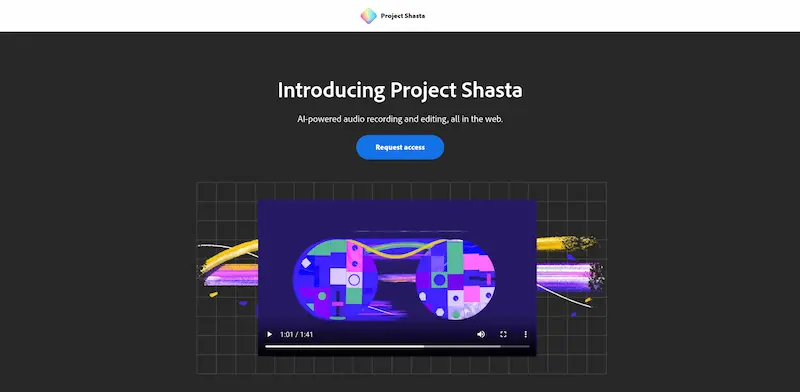 Project Shasta
Introducing Project Shasta
AI-powered audio recording and editing, all in the web.
Request access
1:01 / 1:41